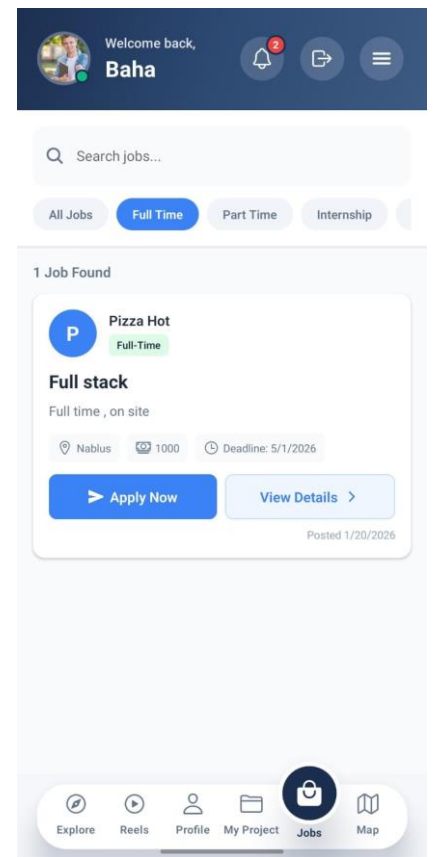 Welcome back,
Baha
2
Search jobs...
All Jobs Full Time Part Time Internship
1 Job Found
P
Pizza Hot
Full-Time
Full stack
Full time , on site
Nablus 1000 Deadline: 5/1/2026
Apply Now View Details
Posted 1/20/2026
Explore Reels Profile My Project Jobs Map